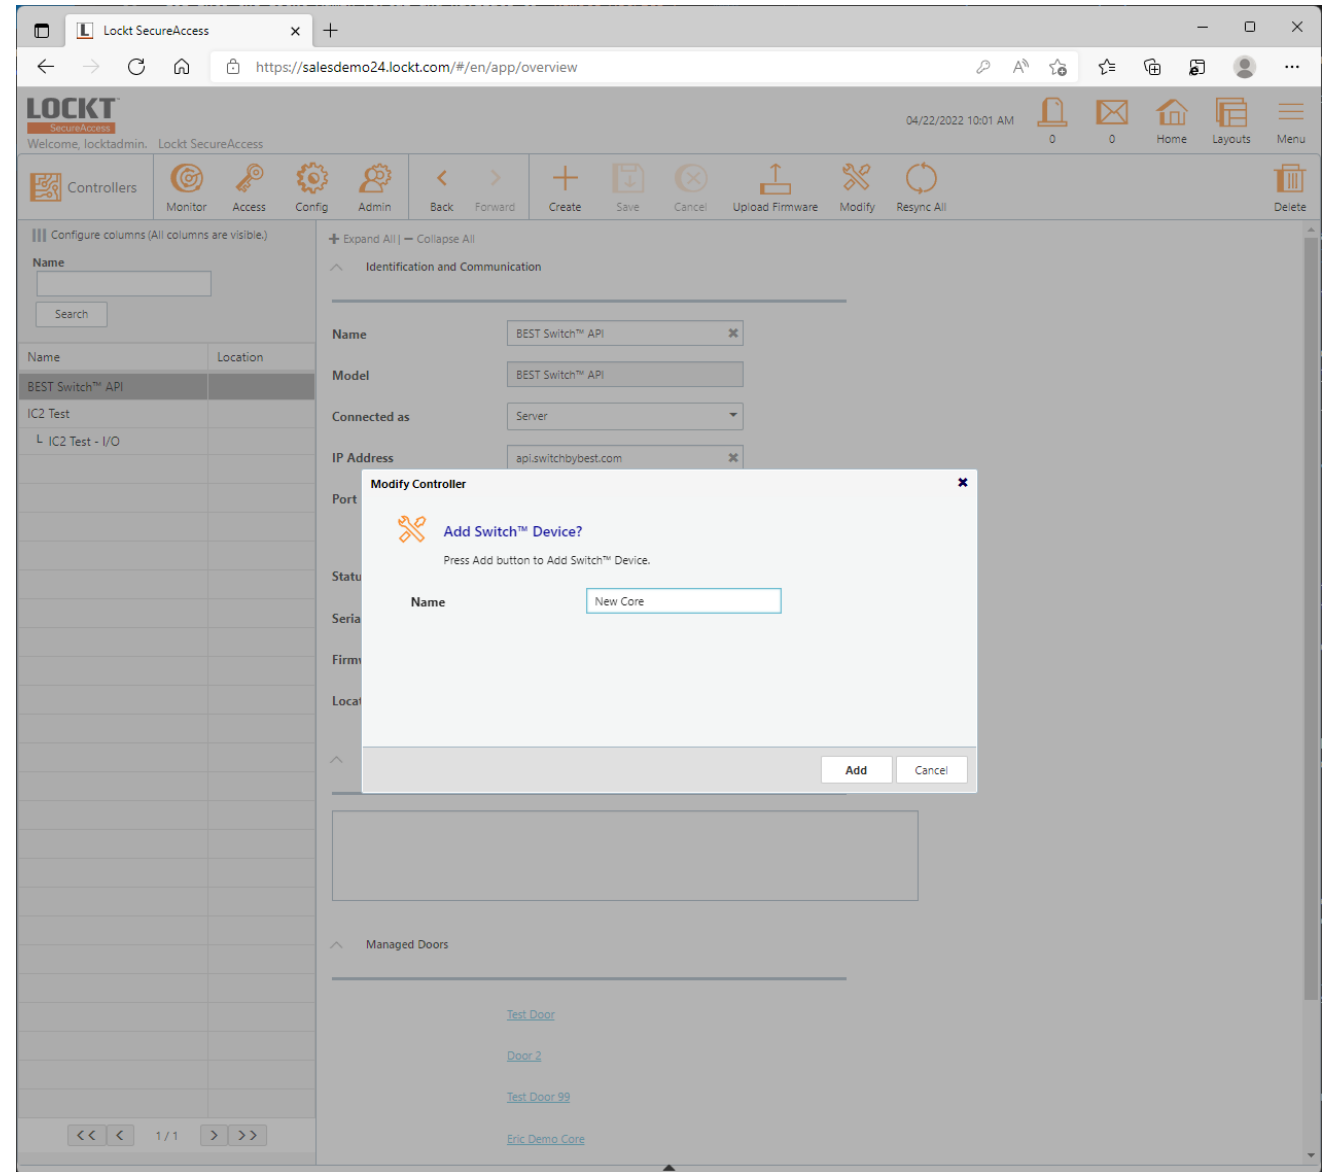 Lockt SecureAccess
https://salesdemo24.lockt.com/#/en/app/overview
LOCKT
SecureAccess
Welcome, locktadmin. Lockt SecureAccess
04/22/2022 10:01 AM
0 0 Home Layouts Menu
Controllers Monitor Access Config Admin Back Forward Create Save Cancel Upload Firmware Modify Resync All Delete
Configure columns (All columns are visible.)
Name
Search
Name Location
BEST Switch™ API
IC2 Test
IC2 Test - I/O
<< < 1 / 1 > >>
Expand All | Collapse All
Identification and Communication
Name BEST Switch™ API
Model BEST Switch™ API
Connected as Server
IP Address api.switchbybest.com
Port
Statu
Seria
Firmw
Locat
Modify Controller
Add Switch™ Device?
Press Add button to Add Switch™ Device.
Name New Core
Add Cancel
Managed Doors
Test Door
Door 2
Test Door 99
Eric Demo Core